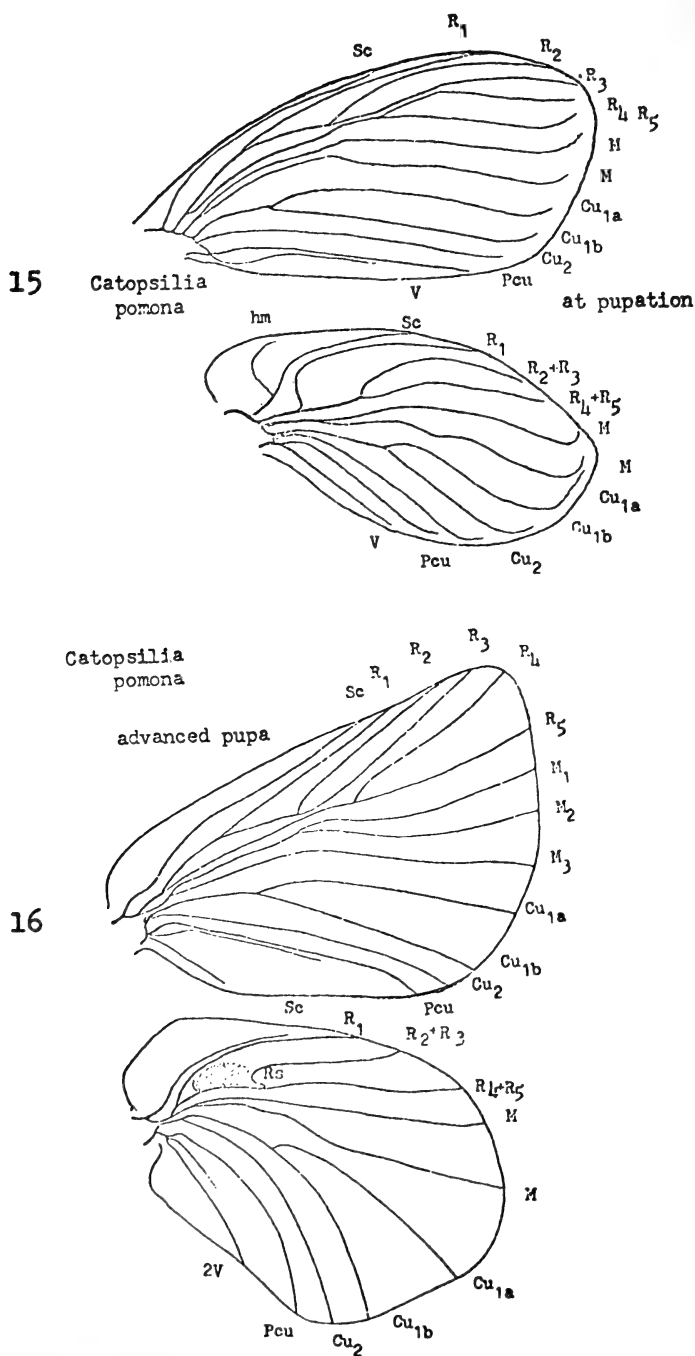 R1
Sc
R2
R3
R4 R5
M
M
Cu1a
Cu1b
Cu2
Pcu
V
15
Catopsilia
pomona
at pupation
hm
Sc
R1
R2+R3
R4+R5
M
M
Cu1a
Cu1b
Cu2
Pcu
V
Catopsilia
pomona
advanced pupa
Sc
R1
R2
R3
R4
R5
M1
M2
M3
Cu1a
Cu1b
Cu2
Pcu
16
Sc
R1
R2+R3
Rs
R4+R5
M
M
Cu1a
Cu1b
Cu2
Pcu
2V